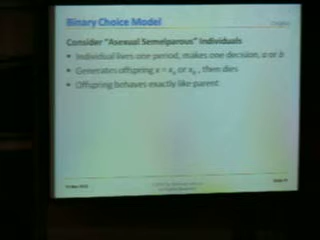 Binary Choice Model
Consider "Asexual Semelparous" Individuals
• Individual lives one period, makes one decision, a or b
• Generates offspring x = xa or xb , then dies
• Offspring behaves exactly like parent